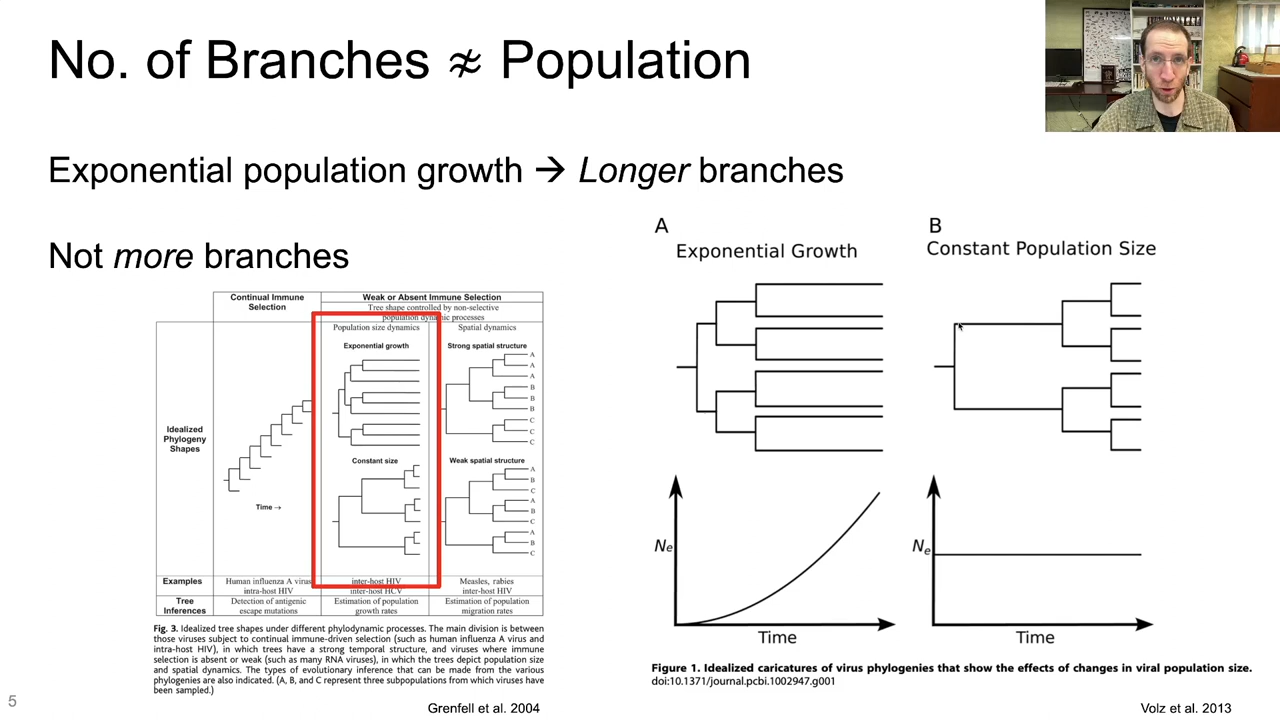 No. of Branches ≉ Population
Exponential population growth → Longer branches
Not more branches
Continual Immune
Selection
Weak or Absent Immune Selection
Tree shape controlled by non-selective
population dynamic processes
Population size dynamics
Spatial dynamics
Exponential growth
Strong spatial structure
A
A
A
B
B
B
C
C
C
Idealized
Phylogeny
Shapes
Constant size
Weak spatial structure
A
B
C
A
B
C
A
B
C
Time →
Examples
Human influenza A virus
intra-host HIV
inter-host HIV
inter-host HCV
Measles, rabies
inter-host HIV
Tree
Inferences
Detection of antigenic
escape mutations
Estimation of population
growth rates
Estimation of population
migration rates
Fig. 3. Idealized tree shapes under different phylodynamic processes. The main division is between
those viruses subject to continual immune-driven selection (such as human influenza A virus and
intra-host HIV), in which trees have a strong temporal structure, and viruses where immune
selection is absent or weak (such as many RNA viruses), in which the trees depict population size
and spatial dynamics. The types of evolutionary inference that can be made from the various
phylogenies are also indicated. (A, B, and C represent three subpopulations from which viruses have
been sampled.)
Grenfell et al. 2004
A
Exponential Growth
B
Constant Population Size
Ne
Time
Ne
Time
Figure 1. Idealized caricatures of virus phylogenies that show the effects of changes in viral population size.
doi:10.1371/journal.pcbi.1002947.g001
Volz et al. 2013
5